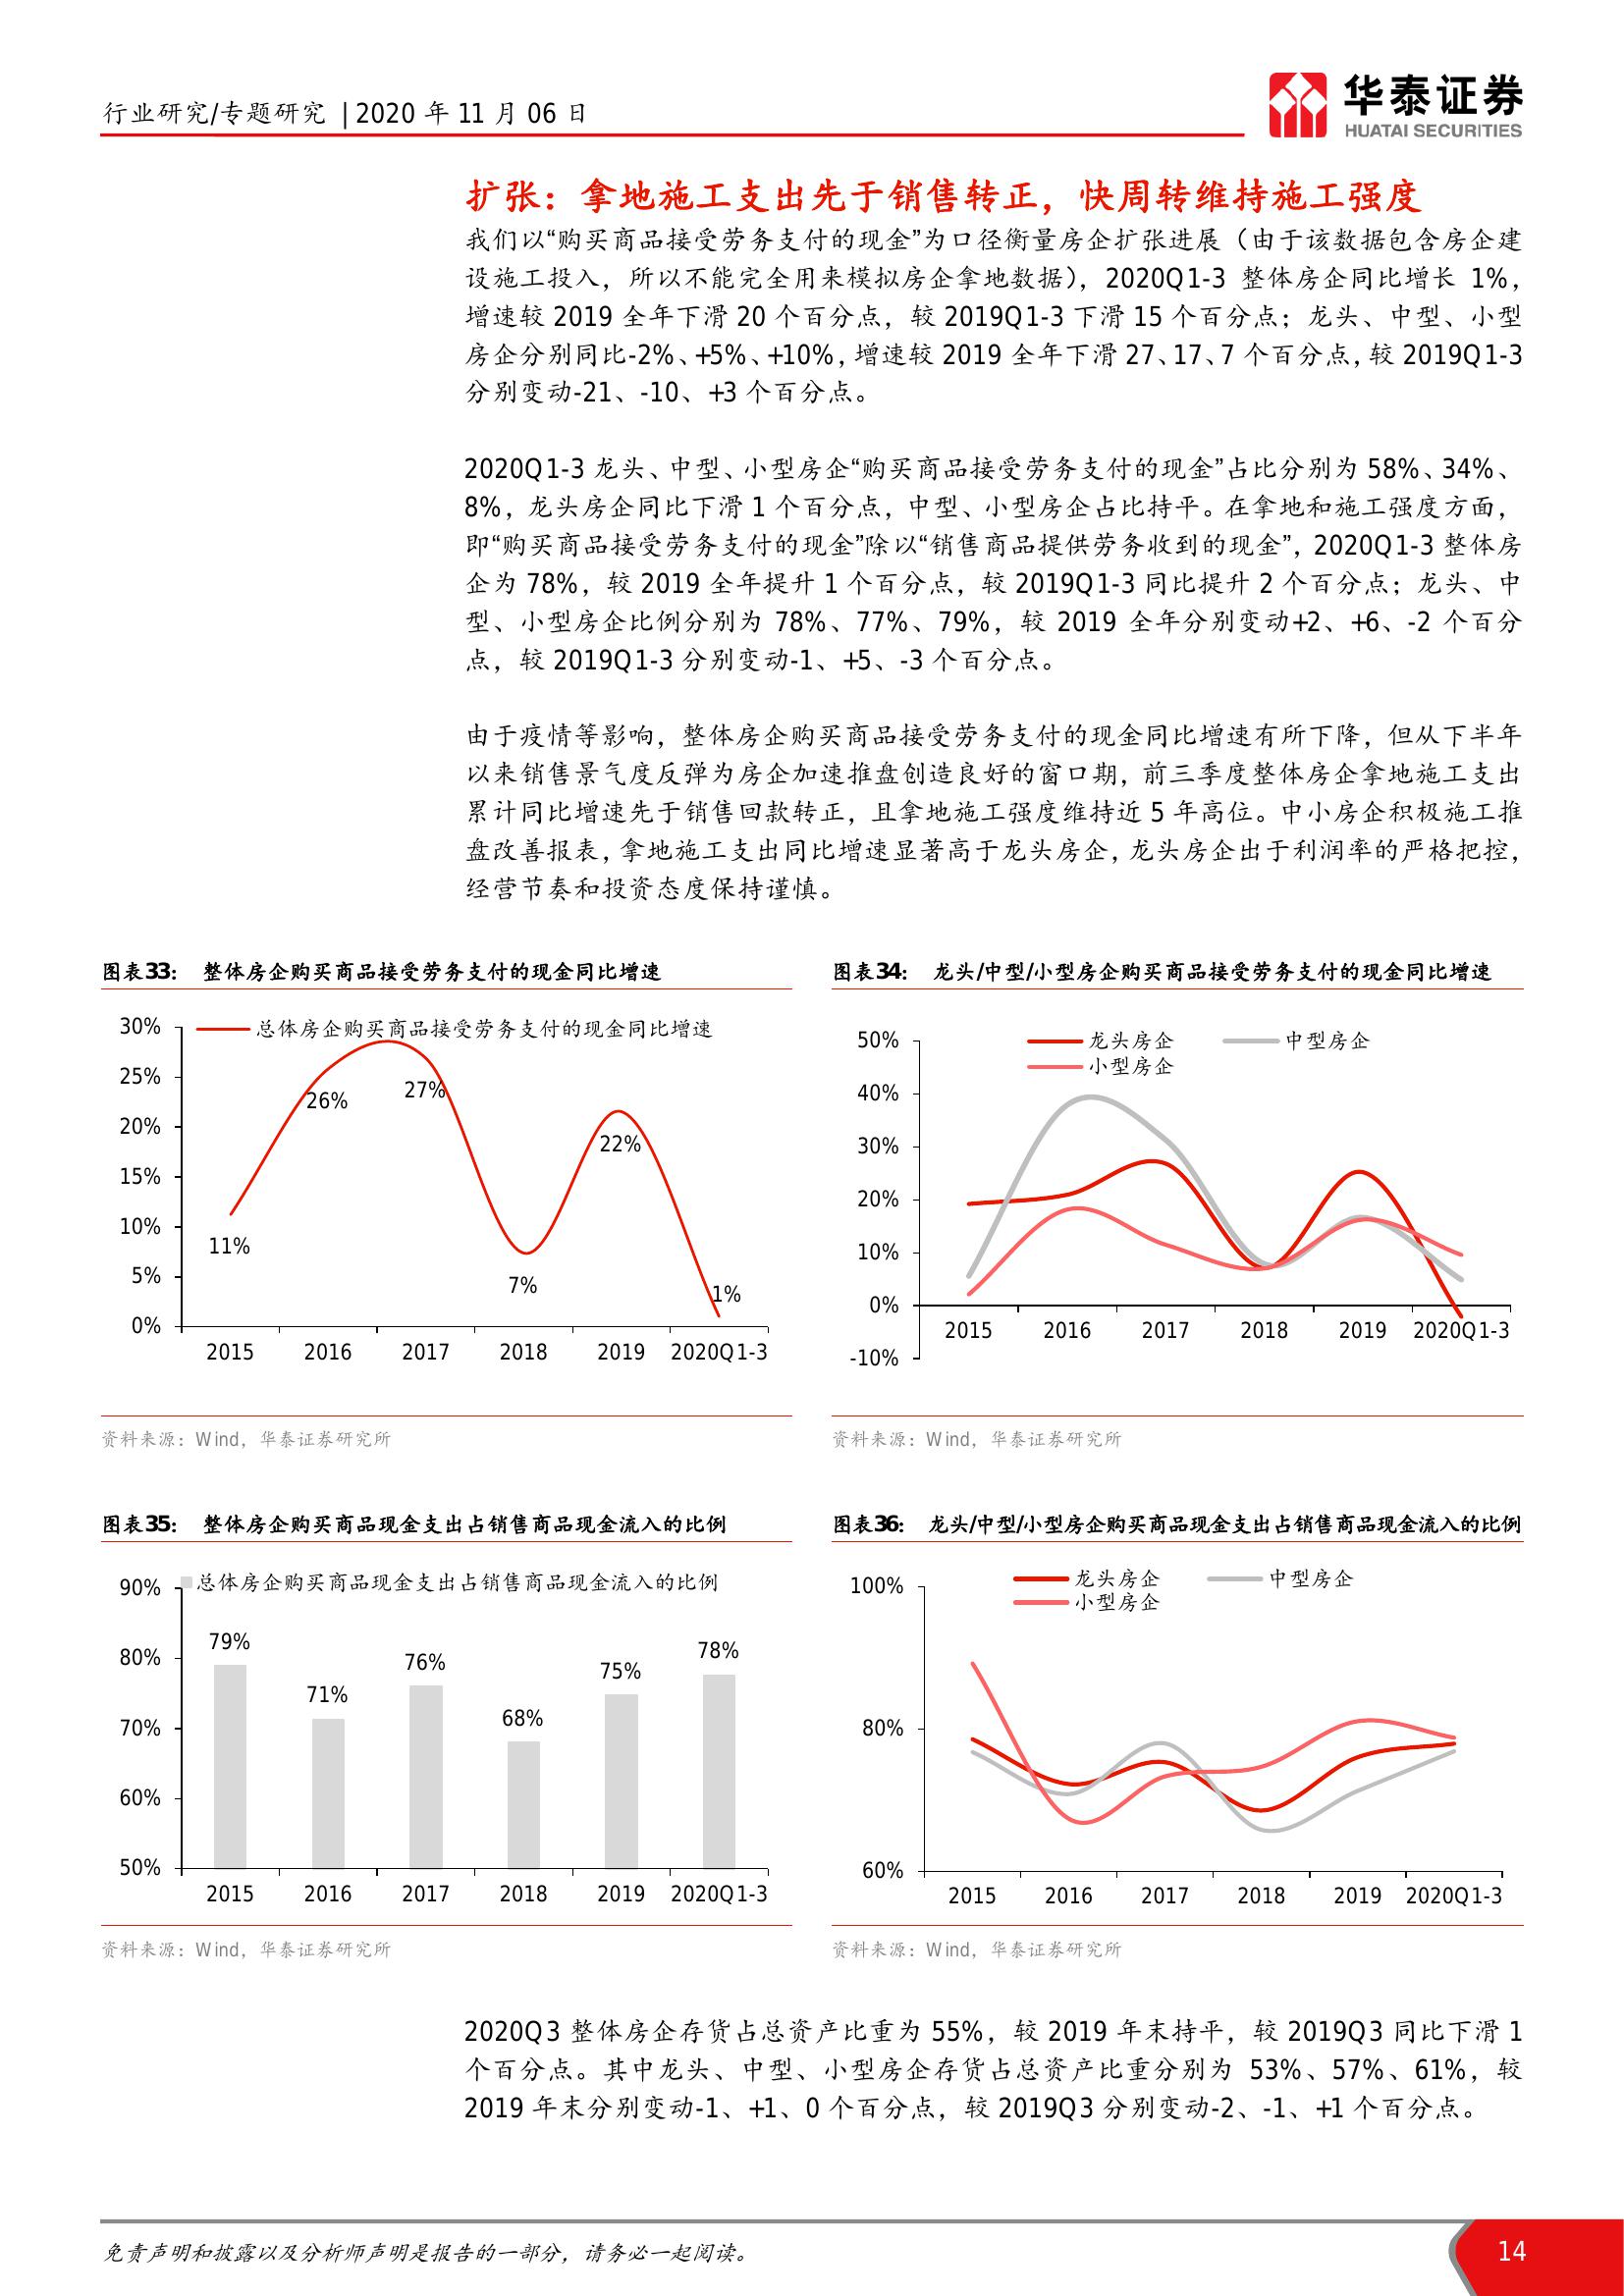 行业研究/专题研究 | 2020 年 11 月 06 日
华泰证券
HUATAI SECURITIES
扩张：拿地施工支出先于销售转正，快周转维持施工强度
我们以“购买商品接受劳务支付的现金”为口径衡量房企扩张进展（由于该数据包含房企建
设施工投入，所以不能完全用来模拟房企拿地数据），2020Q1-3 整体房企同比增长 1%，
增速较 2019 全年下滑 20 个百分点，较 2019Q1-3 下滑 15 个百分点；龙头、中型、小型
房企分别同比-2%、+5%、+10%，增速较 2019 全年下滑 27、17、7 个百分点，较 2019Q1-3
分别变动-21、-10、+3 个百分点。
2020Q1-3 龙头、中型、小型房企“购买商品接受劳务支付的现金”占比分别为 58%、34%、
8%，龙头房企同比下滑 1 个百分点，中型、小型房企占比持平。在拿地和施工强度方面，
即“购买商品接受劳务支付的现金”除以“销售商品提供劳务收到的现金”，2020Q1-3 整体房
企为 78%，较 2019 全年提升 1 个百分点，较 2019Q1-3 同比提升 2 个百分点；龙头、中
型、小型房企比例分别为 78%、77%、79%，较 2019 全年分别变动+2、+6、-2 个百分
点，较 2019Q1-3 分别变动-1、+5、-3 个百分点。
由于疫情等影响，整体房企购买商品接受劳务支付的现金同比增速有所下降，但从下半年
以来销售景气度反弹为房企加速推盘创造良好的窗口期，前三季度整体房企拿地施工支出
累计同比增速先于销售回款转正，且拿地施工强度维持近 5 年高位。中小房企积极施工推
盘改善报表，拿地施工支出同比增速显著高于龙头房企，龙头房企出于利润率的严格把控，
经营节奏和投资态度保持谨慎。
图表33： 整体房企购买商品接受劳务支付的现金同比增速
总体房企购买商品接受劳务支付的现金同比增速
30%
25%
20%
15%
10%
5%
0%
11%
26%
27%
7%
22%
1%
2015 2016 2017 2018 2019 2020Q1-3
资料来源：Wind，华泰证券研究所
图表34： 龙头/中型/小型房企购买商品接受劳务支付的现金同比增速
龙头房企 中型房企
小型房企
50%
40%
30%
20%
10%
0%
-10%
2015 2016 2017 2018 2019 2020Q1-3
资料来源：Wind，华泰证券研究所
图表35： 整体房企购买商品现金支出占销售商品现金流入的比例
总体房企购买商品现金支出占销售商品现金流入的比例
90%
80%
70%
60%
50%
79%
71%
76%
68%
75%
78%
2015 2016 2017 2018 2019 2020Q1-3
资料来源：Wind，华泰证券研究所
图表36： 龙头/中型/小型房企购买商品现金支出占销售商品现金流入的比例
龙头房企 中型房企
小型房企
100%
80%
60%
2015 2016 2017 2018 2019 2020Q1-3
资料来源：Wind，华泰证券研究所
2020Q3 整体房企存货占总资产比重为 55%，较 2019 年末持平，较 2019Q3 同比下滑 1
个百分点。其中龙头、中型、小型房企存货占总资产比重分别为 53%、57%、61%，较
2019 年末分别变动-1、+1、0 个百分点，较 2019Q3 分别变动-2、-1、+1 个百分点。
免责声明和披露以及分析师声明是报告的一部分，请务必一起阅读。
14